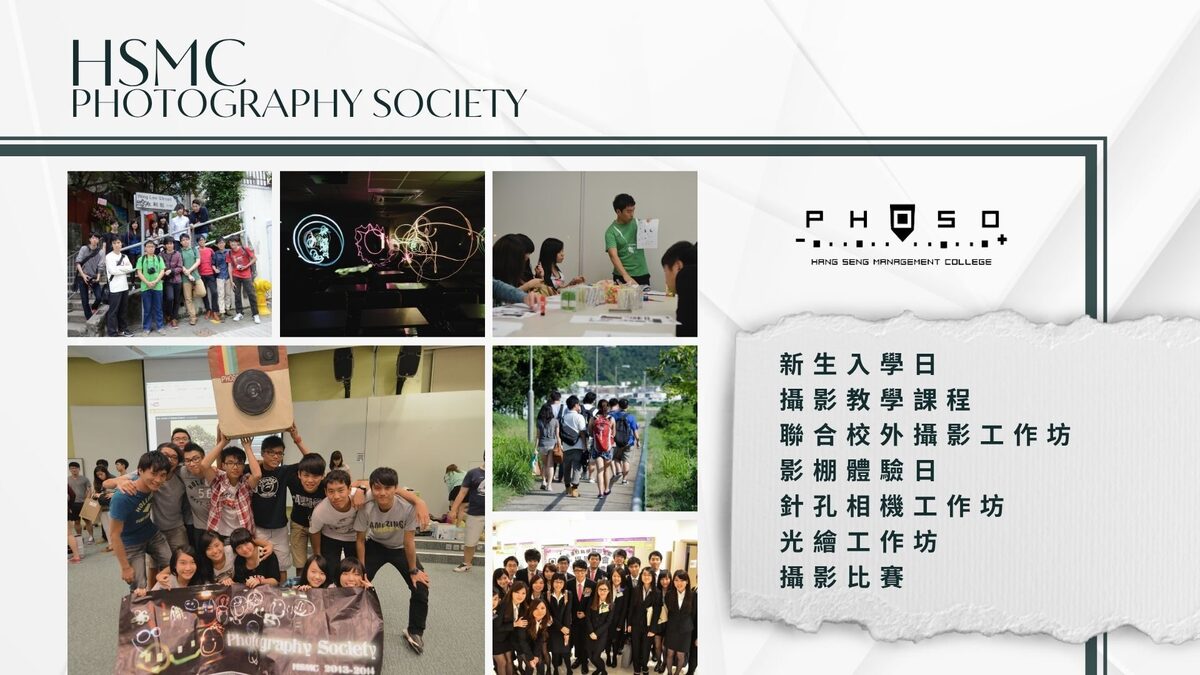 HSMC
PHOTOGRAPHY SOCIETY
PHOSO
HANG SENG MANAGEMENT COLLEGE
新生入學日
攝影教學課程
聯合校外攝影工作坊
影棚體驗日
針孔相機工作坊
光繪工作坊
攝影比賽
Photography Society
HSMC 2013-2014